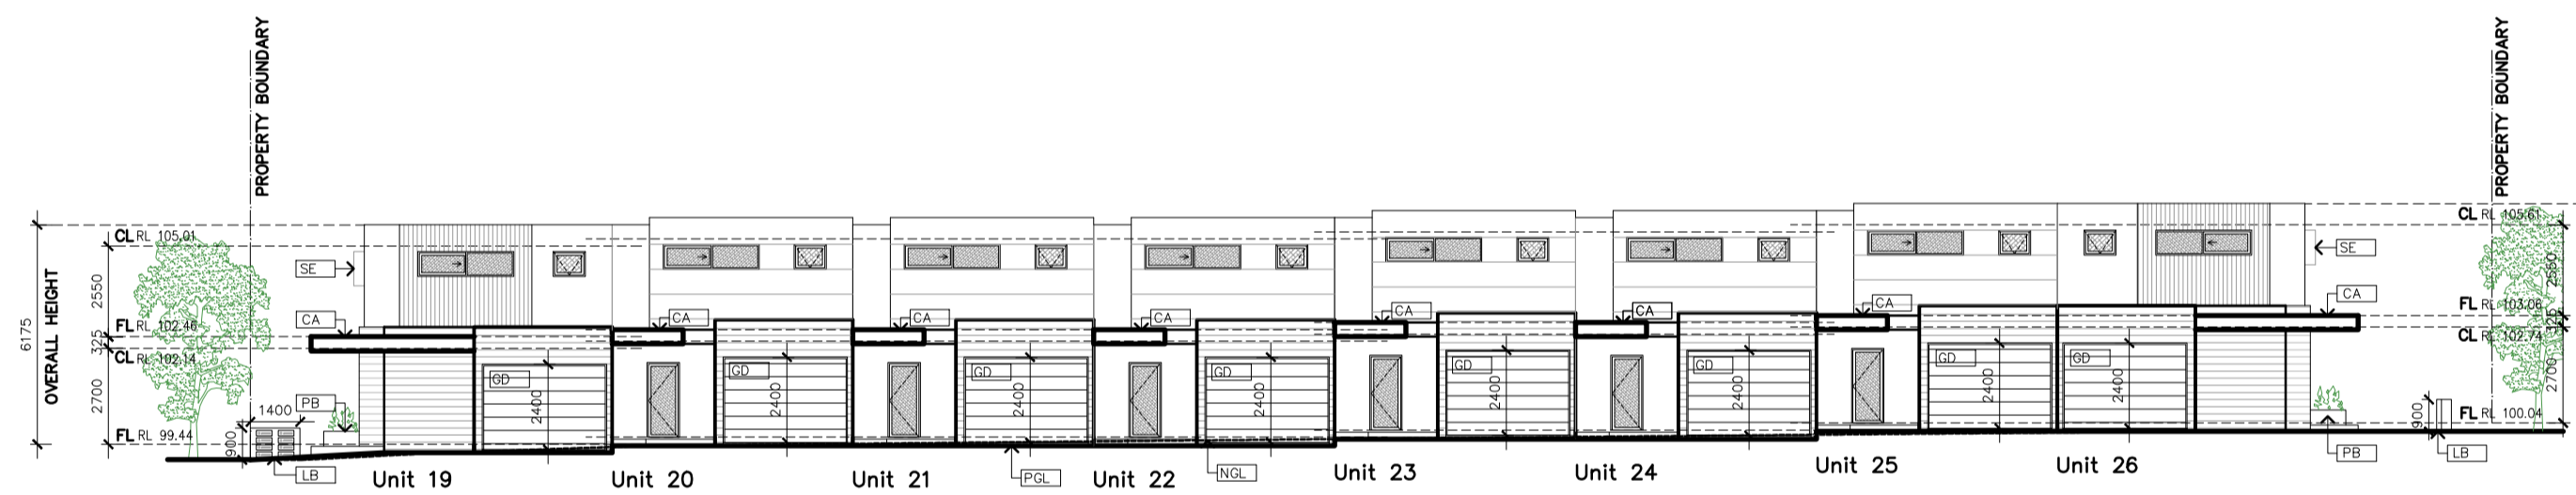 PROPERTY BOUNDARY
PROPERTY BOUNDARY
OVERALL HEIGHT
6175
CL RL 105.01
2550
FL RL 102.46
325
CL RL 102.14
2700
FL RL 99.44
SE
CA
PB
1400
900
LB
GD
2400
CA
GD
2400
CA
GD
2400
CA
GD
2400
CA
GD
2400
CA
GD
2400
CA
GD
2400
GD
2400
SE
CA
PB
900
LB
CL RL 105.61
2550
FL RL 103.06
325
CL RL 102.74
2700
FL RL 100.04
PGL
NGL
Unit 19
Unit 20
Unit 21
Unit 22
Unit 23
Unit 24
Unit 25
Unit 26